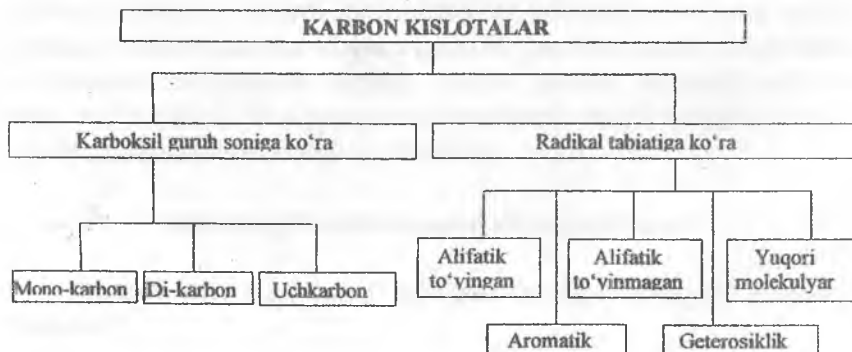 KARBON KISLOTALAR
Karboksil guruh soniga ko‘ra
Radikal tabiatiga ko‘ra
Mono-karbon
Di-karbon
Uchkarbon
Alifatik
to‘yingan
Alifatik
to‘yinmagan
Yuqori
molekulyar
Aromatik
Geterosiklik